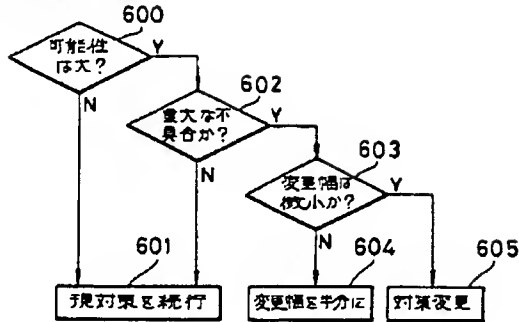 600
可能性
は大?
Y
N
602
重大な不
具合か?
Y
N
603
変更幅は
微小か?
Y
N
601
現対策を続行
604
変更幅を半分に
605
対策変更